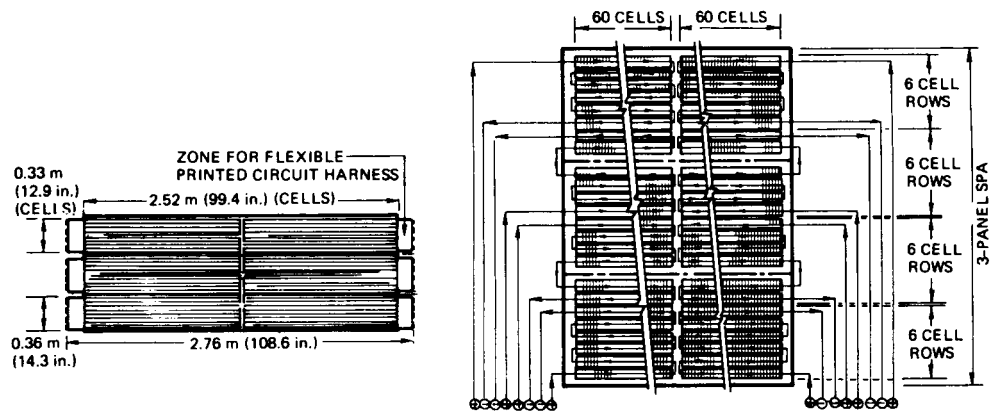 ZONE FOR FLEXIBLE
PRINTED CIRCUIT HARNESS
0.33 m
(12.9 in.)
(CELLS)
2.52 m (99.4 in.) (CELLS)
0.36 m
(14.3 in.)
2.76 m (108.6 in.)
60 CELLS
60 CELLS
6 CELL
ROWS
6 CELL
ROWS
6 CELL
ROWS
6 CELL
ROWS
3-PANEL SPA